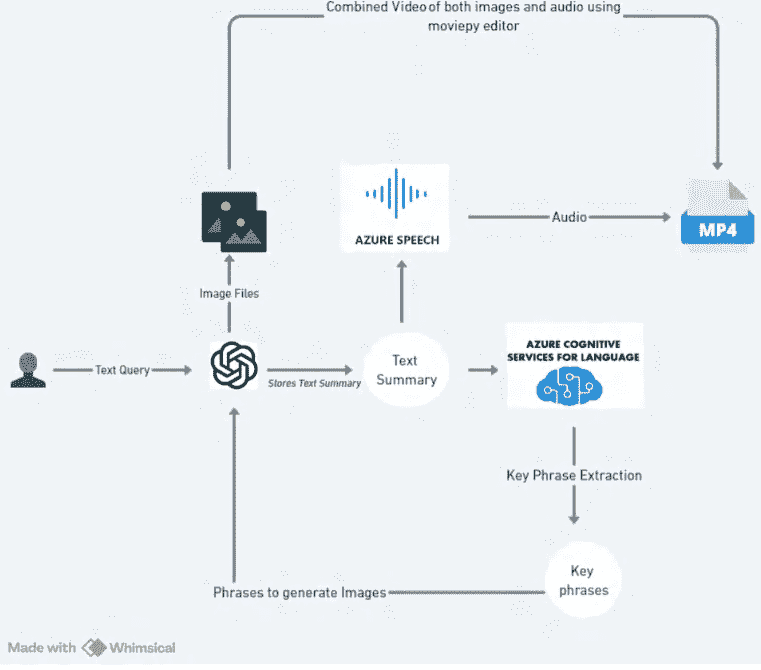 Combined Video of both images and audio using
moviepy editor
AZURE SPEECH
Audio
MP4
Image Files
Text Query
Stores Text Summary
Text
Summary
AZURE COGNITIVE
SERVICES FOR LANGUAGE
Key Phrase Extraction
Key
phrases
Phrases to generate Images
Made with Whimsical